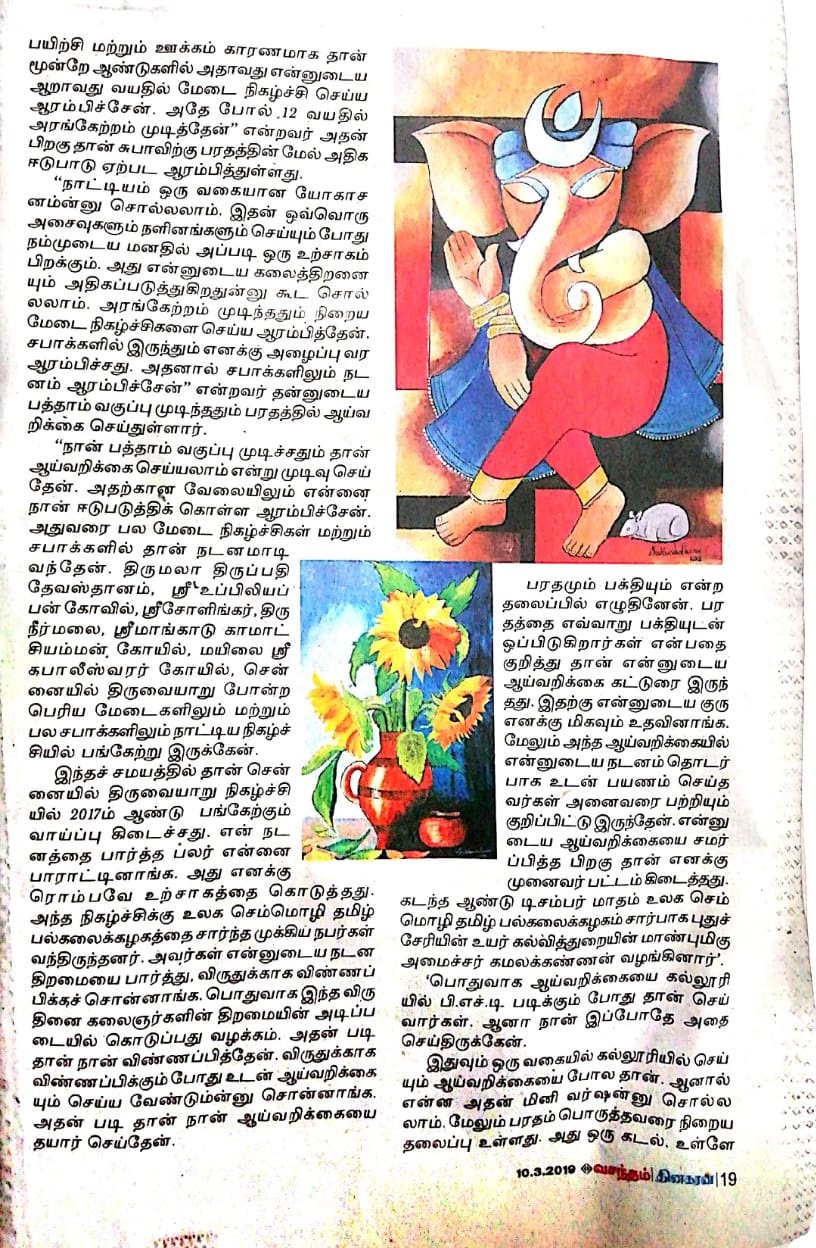 பயிற்சி மற்றும் ஊக்கம் காரணமாக தான்
மூன்றே ஆண்டுகளில் அதாவது என்னுடைய
ஆறாவது வயதில் மேடை நிகழ்ச்சி செய்ய
ஆரம்பிச்சேன். அதே போல் 12 வயதில்
அரங்கேற்றம் முடித்தேன்” என்றவர் அதன்
பிறகு தான் சுபாவிற்கு பரதத்தின் மேல் அதிக
ஈடுபாடு ஏற்பட ஆரம்பித்துள்ளது.
“நாட்டியம் ஒரு வகையான யோகாச
னம்ன்னு சொல்லலாம். இதன் ஒவ்வொரு
அசைவுகளும் நளினங்களும் செய்யும் போது
நம்முடைய மனதில் அப்படி ஒரு உற்சாகம்
பிறக்கும். அது என்னுடைய கலைத்திறனை
யும் அதிகப்படுத்துகிறதுன்னு கூட சொல்
லலாம். அரங்கேற்றம் முடிந்ததும் நிறைய
மேடை நிகழ்ச்சிகளை செய்ய ஆரம்பித்தேன்.
சபாக்களில் இருந்தும் எனக்கு அழைப்பு வர
ஆரம்பிச்சது. அதனால் சபாக்களிலும் நட
னம் ஆரம்பிச்சேன்” என்றவர் தன்னுடைய
பத்தாம் வகுப்பு முடிந்ததும் பரதத்தில் ஆய்வ
றிக்கை செய்துள்ளார்.
“நான் பத்தாம் வகுப்பு முடிச்சதும் தான்
ஆய்வறிக்கை செய்யலாம் என்று முடிவு செய்
தேன். அதற்கான வேலையிலும் என்னை
நான் ஈடுபடுத்திக் கொள்ள ஆரம்பிச்சேன்.
அதுவரை பல மேடை நிகழ்ச்சிகள் மற்றும்
சபாக்களில் தான் நடனமாடி
வந்தேன். திருமலா திருப்பதி
தேவஸ்தானம், ஸ்ரீ உப்பிலியப்
பன் கோவில், ஸ்ரீசோளிங்கர், திரு
நீர்மலை, ஸ்ரீமாங்காடு காமாட்
சியம்மன் கோயில், மயிலை ஸ்ரீ
கபாலீஸ்வரர் கோயில், சென்
னையில் திருவையாறு போன்ற
பெரிய மேடைகளிலும் மற்றும்
பல சபாக்களிலும் நாட்டிய நிகழ்ச்
சியில் பங்கேற்று இருக்கேன்.
இந்தச் சமயத்தில் தான் சென்
னையில் திருவையாறு நிகழ்ச்சி
யில் 2017ம் ஆண்டு பங்கேற்கும்
வாய்ப்பு கிடைச்சது. என் நட
னத்தை பார்த்த ப்லர் என்னை
பாராட்டினாங்க. அது எனக்கு
ரொம்பவே உற்சாகத்தை கொடுத்தது.
அந்த நிகழ்ச்சிக்கு உலக செம்மொழி தமிழ்
பல்கலைக்கழகத்தை சார்ந்த முக்கிய நபர்கள்
வந்திருந்தனர். அவர்கள் என்னுடைய நடன
திறமையை பார்த்து, விருதுக்காக விண்ணப்
பிக்கச் சொன்னாங்க. பொதுவாக இந்த விரு
தினை கலைஞர்களின் திறமையின் அடிப்ப
டையில் கொடுப்பது வழக்கம். அதன் படி
தான் நான் விண்ணப்பித்தேன். விருதுக்காக
விண்ணப்பிக்கும் போது உடன் ஆய்வறிக்கை
யும் செய்ய வேண்டும்ன்னு சொன்னாங்க.
அதன் படி தான் நான் ஆய்வறிக்கையை
தயார் செய்தேன்.
பரதமும் பக்தியும் என்ற
தலைப்பில் எழுதினேன். பர
தத்தை எவ்வாறு பக்தியுடன்
ஒப்பிடுகிறார்கள் என்பதை
குறித்து தான் என்னுடைய
ஆய்வறிக்கை கட்டுரை இருந்
தது. இதற்கு என்னுடைய குரு
எனக்கு மிகவும் உதவினாங்க.
மேலும் அந்த ஆய்வறிக்கையில்
என்னுடைய நடனம் தொடர்
பாக உடன் பயணம் செய்த
வர்கள் அனைவரை பற்றியும்
குறிப்பிட்டு இருந்தேன். என்னு
டைய ஆய்வறிக்கையை சமர்
ப்பித்த பிறகு தான் எனக்கு
முனைவர் பட்டம் கிடைத்தது.
கடந்த ஆண்டு டிசம்பர் மாதம் உலக செம்
மொழி தமிழ் பல்கலைக்கழகம் சார்பாக புதுச்
சேரியின் உயர் கல்வித்துறையின் மாண்புமிகு
அமைச்சர் கமலக்கண்ணன் வழங்கினார்’.
‘பொதுவாக ஆய்வறிக்கையை கல்லூரி
யில் பி.எச்.டி படிக்கும் போது தான் செய்
வார்கள். ஆனா நான் இப்போதே அதை
செய்திருக்கேன்.
இதுவும் ஒரு வகையில் கல்லூரியில் செய்
யும் ஆய்வறிக்கையை போல தான். ஆனால்
என்ன அதன் மினி வர்ஷன்னு சொல்ல
லாம். மேலும் பரதம் பொருத்தவரை நிறைய
தலைப்பு உள்ளது. அது ஒரு கடல். உள்ளே
10.3.2019 வசந்தம் | தினகரன் | 19